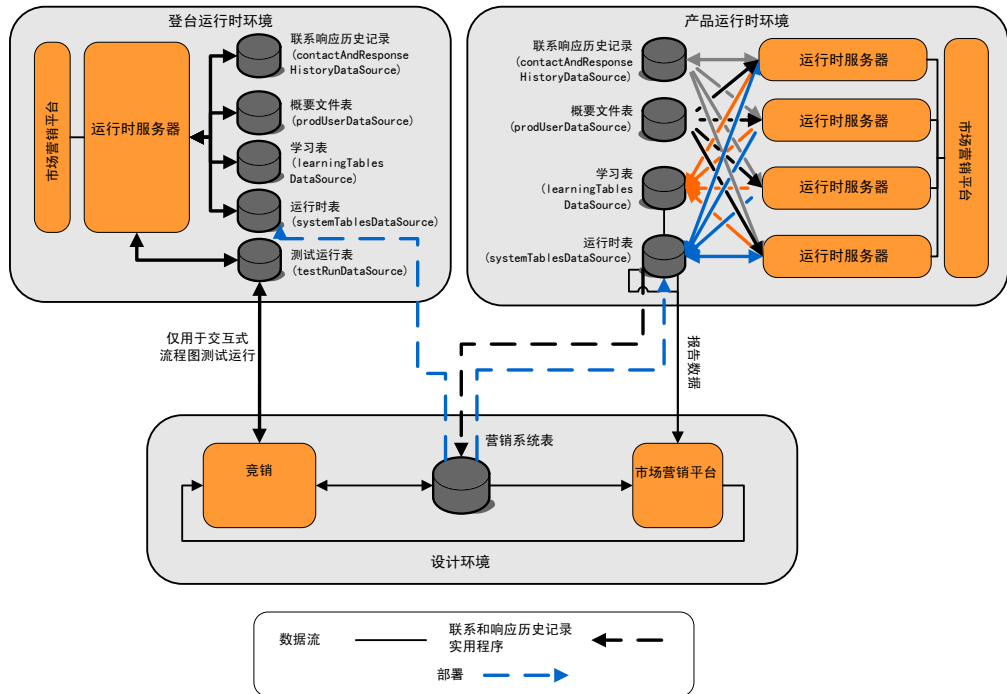 登台运行时环境
市场营销平台
运行时服务器
联系响应历史记录
(contactAndResponse
HistoryDataSource)
概要文件表
(prodUserDataSource)
学习表
(learningTables
DataSource)
运行时表
(systemTablesDataSource)
测试运行表
(testRunDataSource)
产品运行时环境
联系响应历史记录
(contactAndResponse
HistoryDataSource)
概要文件表
(prodUserDataSource)
学习表
(learningTables
DataSource)
运行时表
(systemTablesDataSource)
运行时服务器
运行时服务器
运行时服务器
运行时服务器
市场营销平台
仅用于交互式
流程图测试运行
报告数据
竞销
营销系统表
市场营销平台
设计环境
数据流
联系和响应历史记录
实用程序
部署